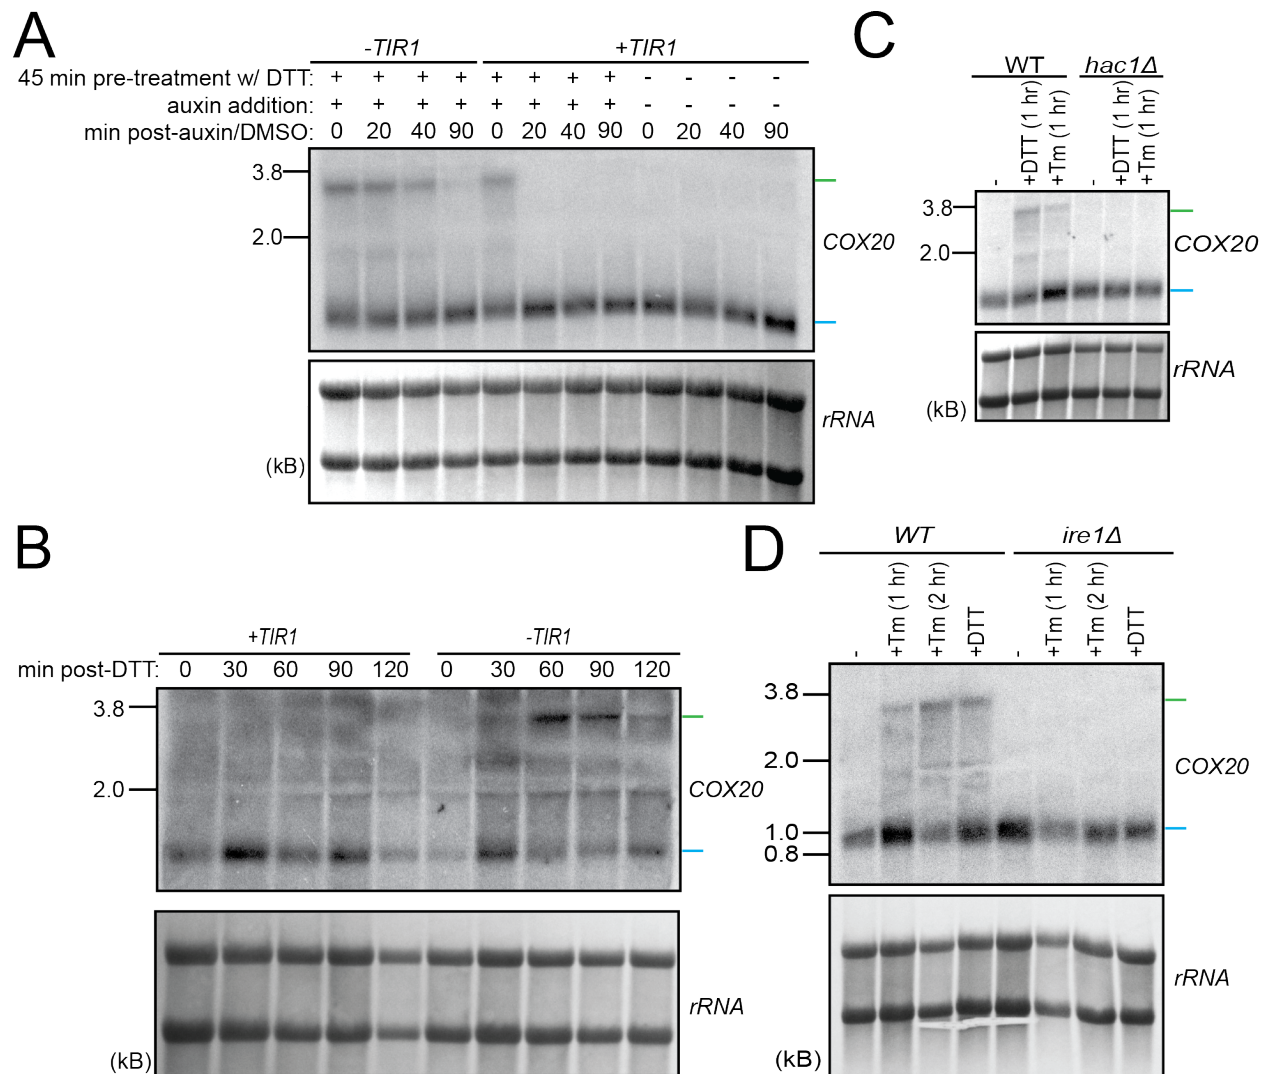 A
-TIR1 +TIR1
45 min pre-treatment w/ DTT: + + + + + + + + - - - -
auxin addition: + + + + + + + + - - - -
min post-auxin/DMSO: 0 20 40 90 0 20 40 90 0 20 40 90
3.8
2.0
COX20
rRNA
(kB)
C
WT hac1Δ
- +DTT (1 hr) +Tm (1 hr) - +DTT (1 hr) +Tm (1 hr)
3.8
2.0
COX20
rRNA
(kB)
B
+TIR1 -TIR1
min post-DTT: 0 30 60 90 120 0 30 60 90 120
3.8
2.0
COX20
rRNA
(kB)
D
WT ire1Δ
- +Tm (1 hr) +Tm (2 hr) +DTT - +Tm (1 hr) +Tm (2 hr) +DTT
3.8
2.0
1.0
0.8
COX20
rRNA
(kB)